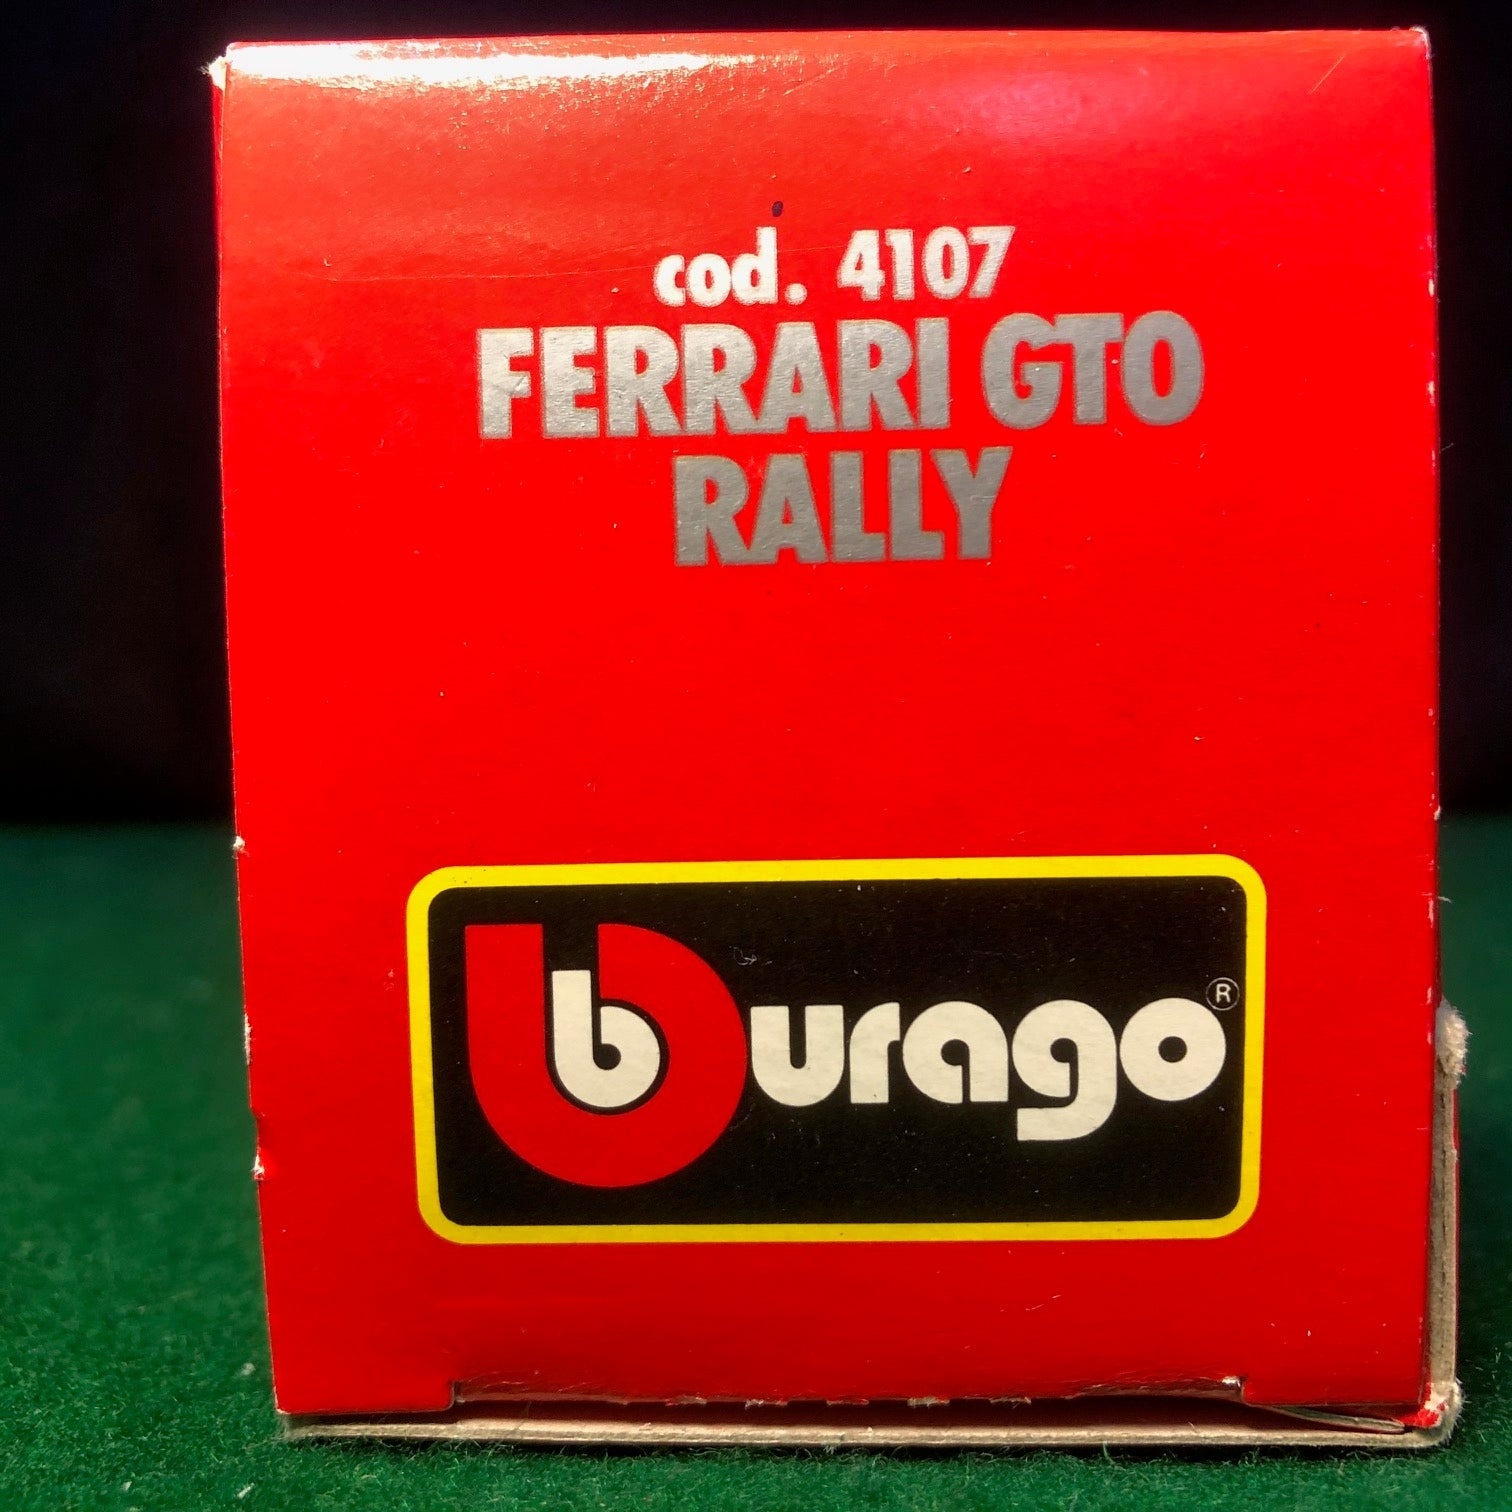 cod. 4107
FERRARI GTO
RALLY
burago®